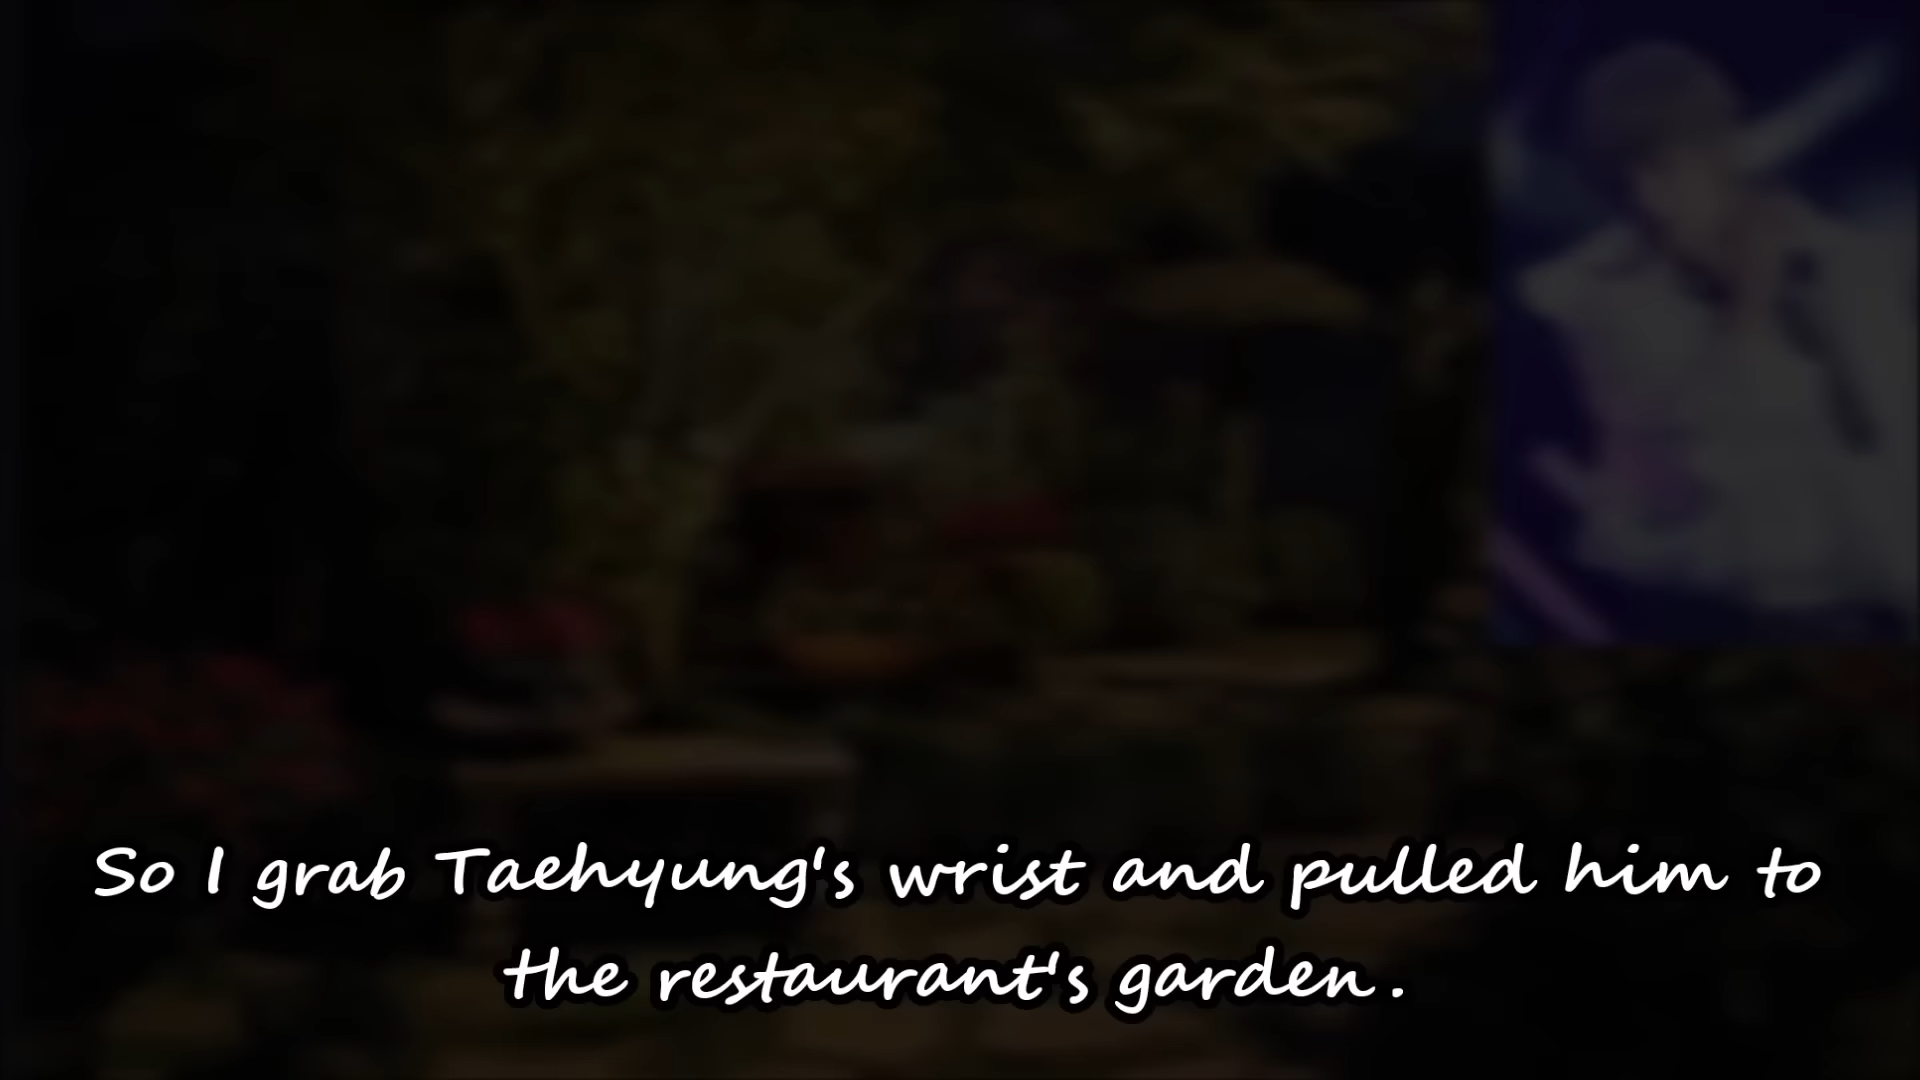 So I grab Taehyung's wrist and pulled him to
the restaurant's garden .